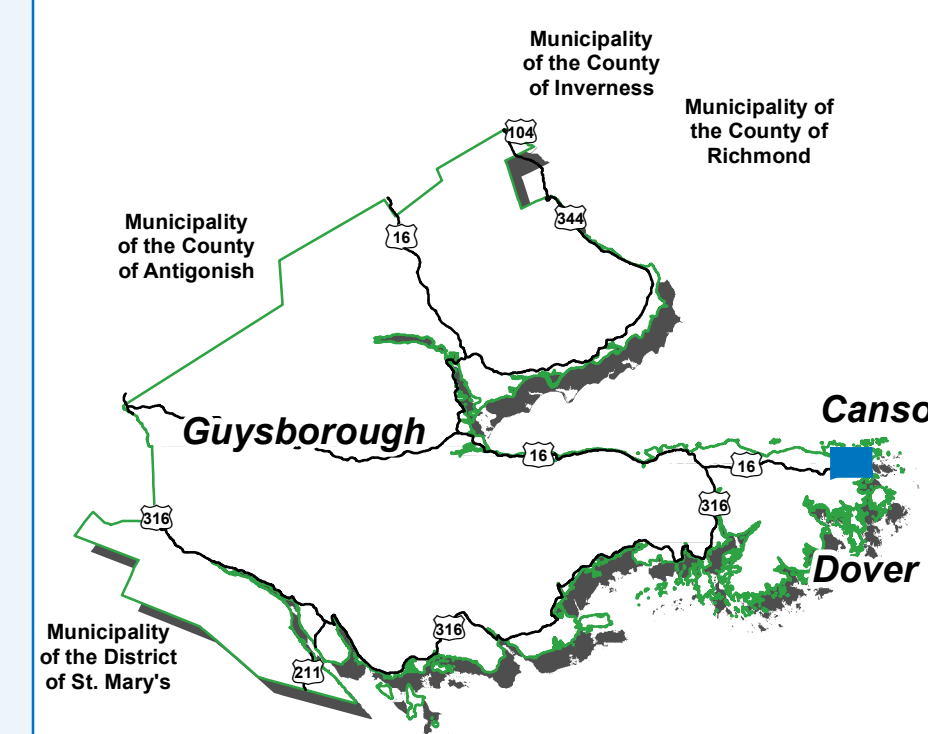 Municipality
of the County
of Inverness
Municipality of
the County of
Richmond
104
344
Municipality
of the County
of Antigonish
16
Guysborough
Canso
16
16
316
316
Dover
Municipality
of the District
of St. Mary's
316
211